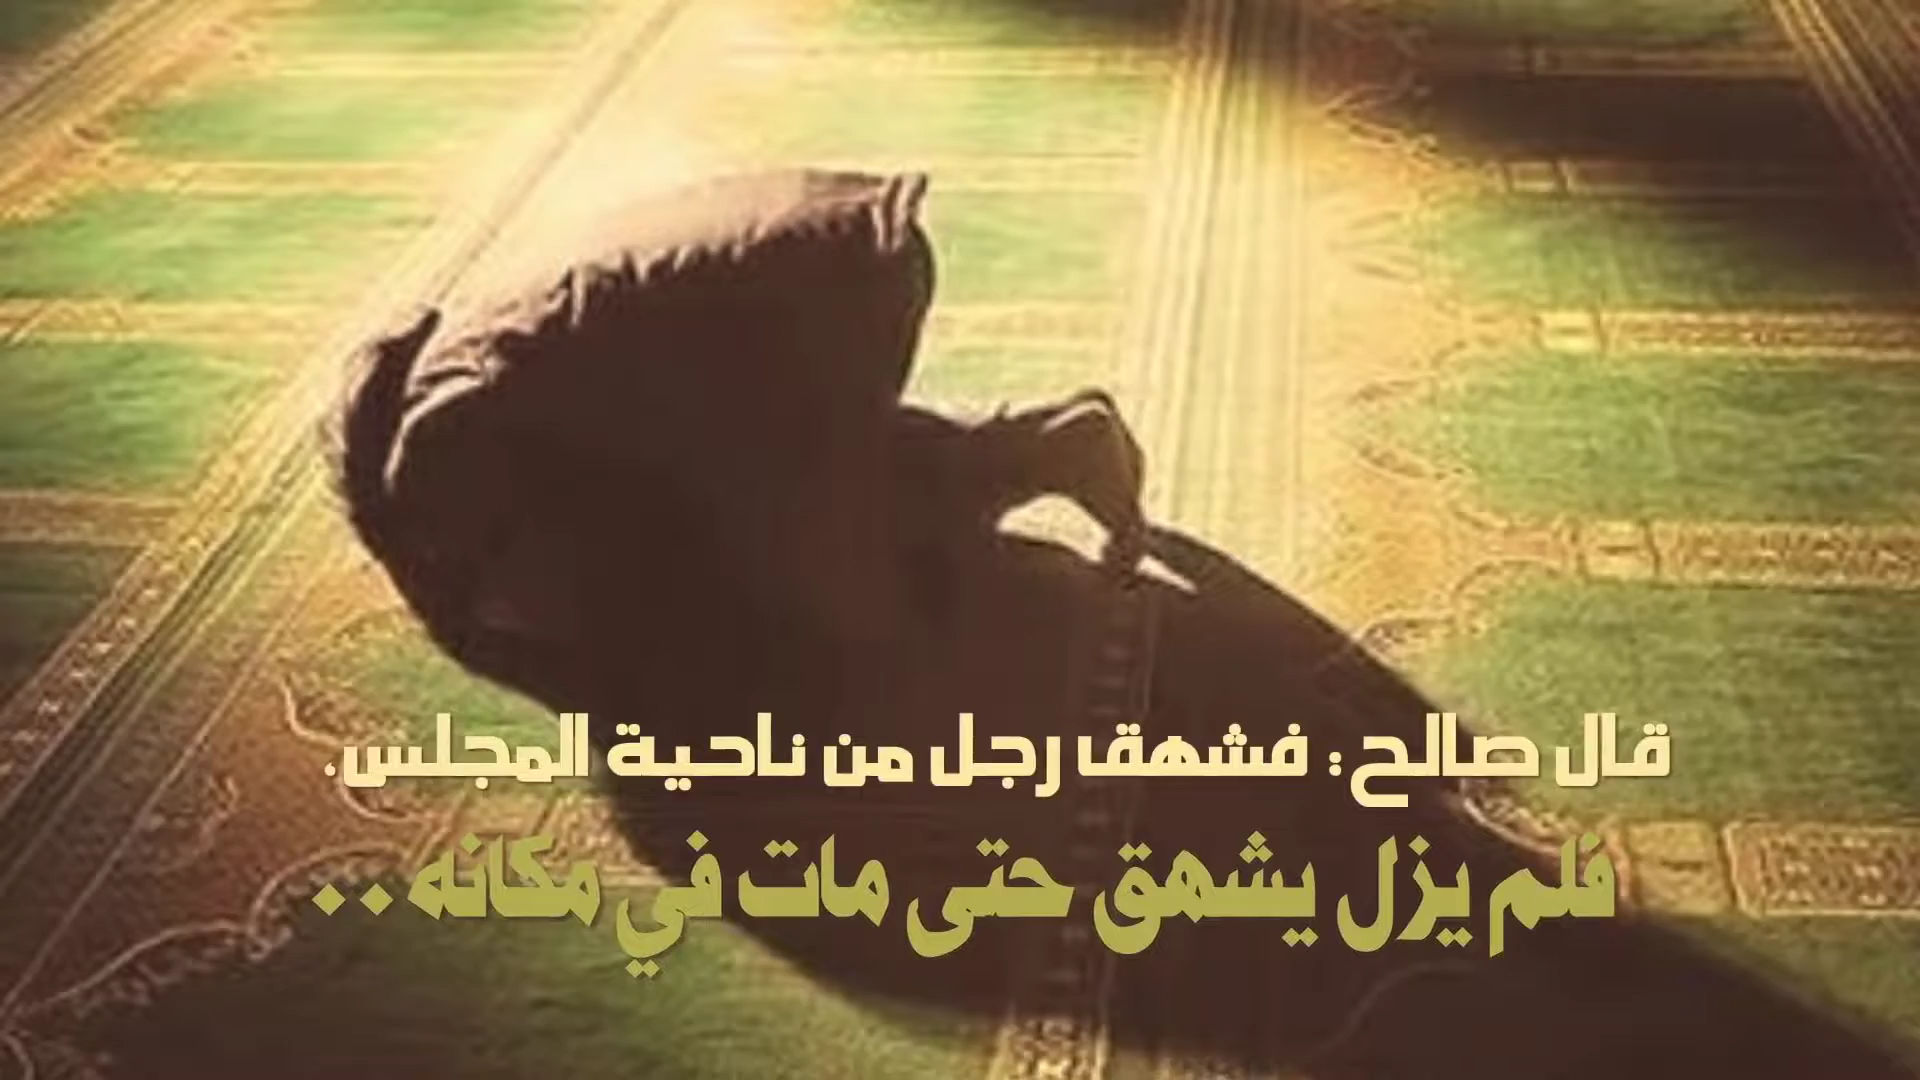 قال صالح: فشهق رجل من ناحية المجلس،
فلم يزل يشهق حتى مات في مكانه..